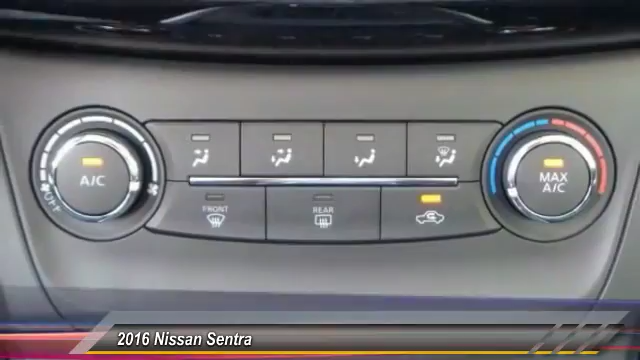 A/C
OFF
MAX
A/C
FRONT
REAR
2016 Nissan Sentra